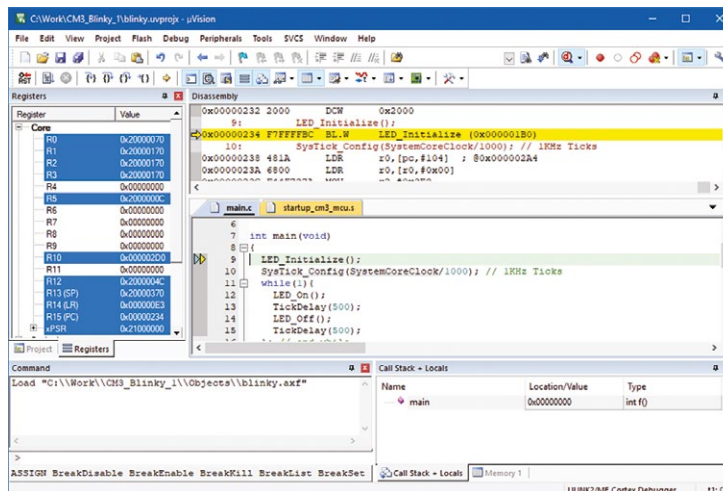 C:\Work\CM3_Blinky_1\blinky.uvprojx - µVision
File Edit View Project Flash Debug Peripherals Tools SVCS Window Help
Registers
Register Value
Core
R0 0x20000070
R1 0x20000170
R2 0x20000170
R3 0x20000170
R4 0x00000000
R5 0x2000000C
R6 0x00000000
R7 0x00000000
R8 0x00000000
R9 0x00000000
R10 0x000002D0
R11 0x00000000
R12 0x2000004C
R13 (SP) 0x20000370
R14 (LR) 0x000000E3
R15 (PC) 0x00000234
xPSR 0x21000000
Project Registers
Disassembly
0x00000232 2000 DCW 0x2000
9: LED_Initialize();
0x00000234 F7FFFFBC BL.W LED_Initialize (0x000001B0)
10: SysTick_Config(SystemCoreClock/1000); // 1KHz Ticks
0x00000238 481A LDR r0,[pc,#104] ; @0x000002A4
0x0000023A 6800 LDR r0,[r0,#0x00]
main.c startup_cm3_mcu.s
6
7 int main(void)
8 {
9 LED_Initialize();
10 SysTick_Config(SystemCoreClock/1000); // 1KHz Ticks
11 while(1){
12 LED_On();
13 TickDelay(500);
14 LED_Off();
15 TickDelay(500);
Command
Load "C:\\Work\\CM3_Blinky_1\\Objects\\blinky.axf"
>
ASSIGN BreakDisable BreakEnable BreakKill BreakList BreakSet
Call Stack + Locals
Name Location/Value Type
main 0x00000000 int f()
Call Stack + Locals Memory 1
ULINK2/ME Cortex Debugger